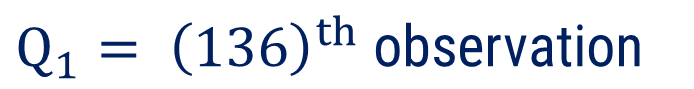 Q₁ = (136)ᵗʰ observation